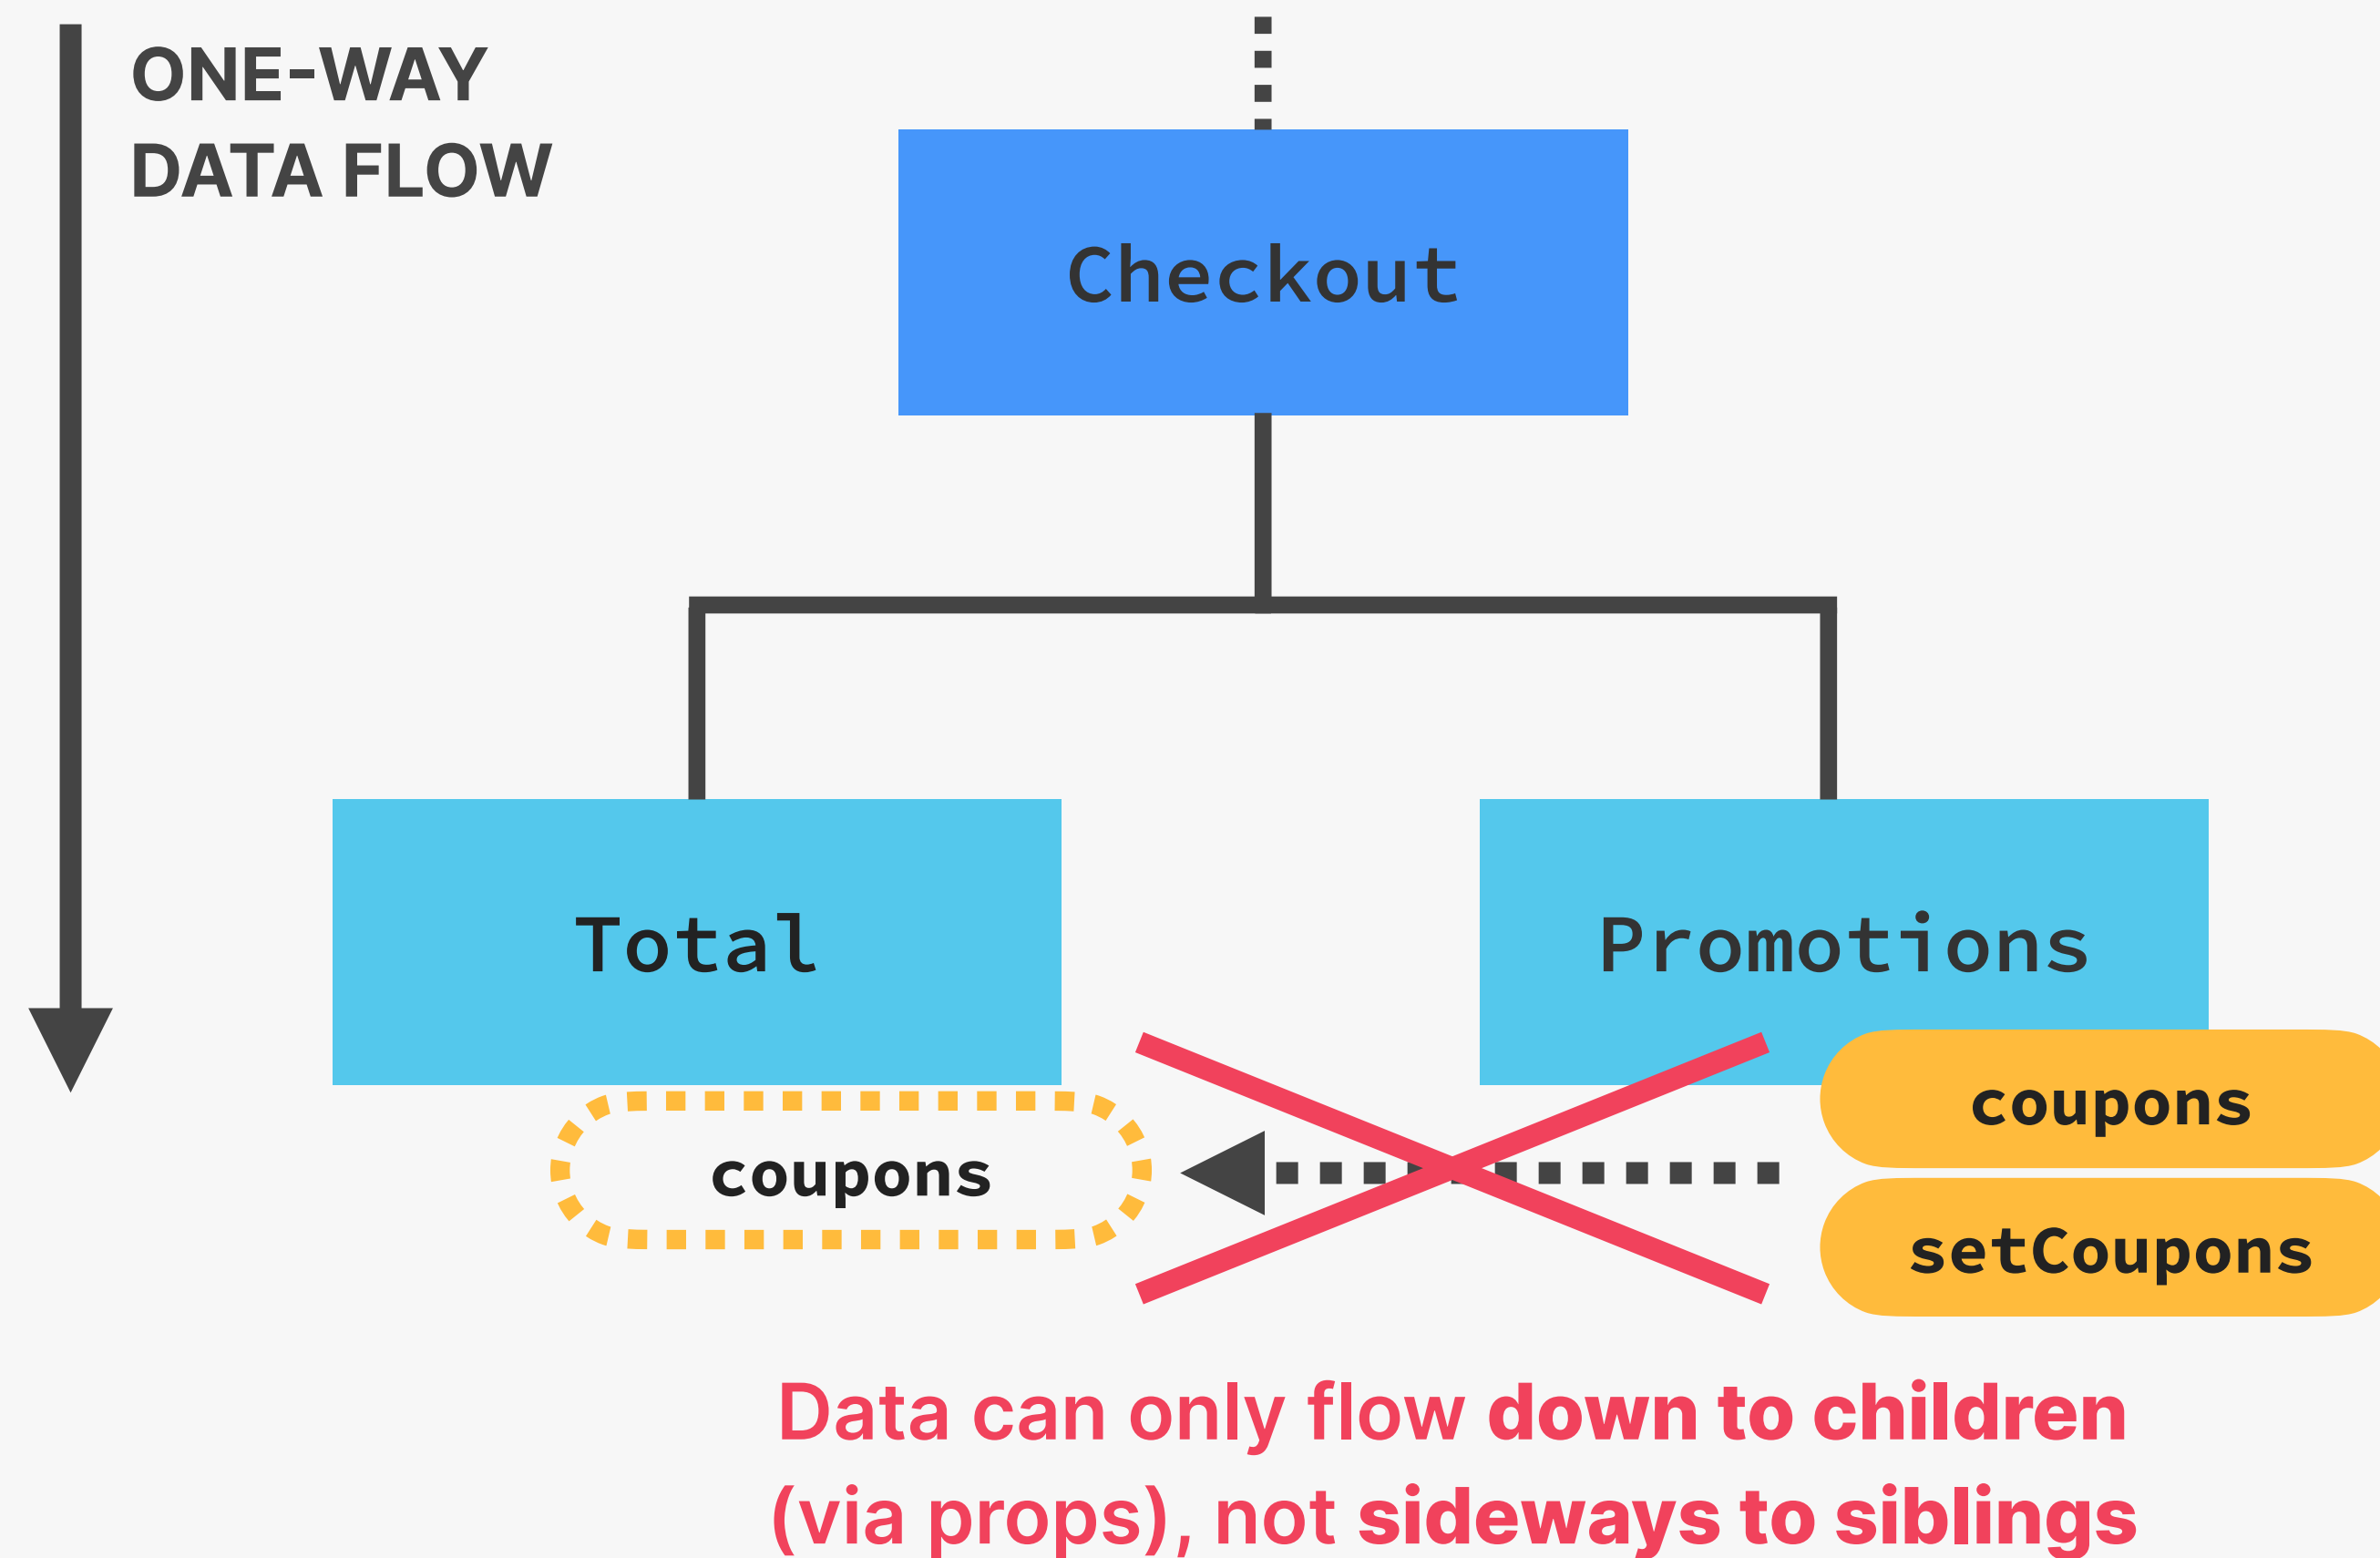 ONE-WAY
DATA FLOW
Checkout
Total
Promotions
coupons
coupons
setCoupons
Data can only flow down to children
(via props), not sideways to siblings